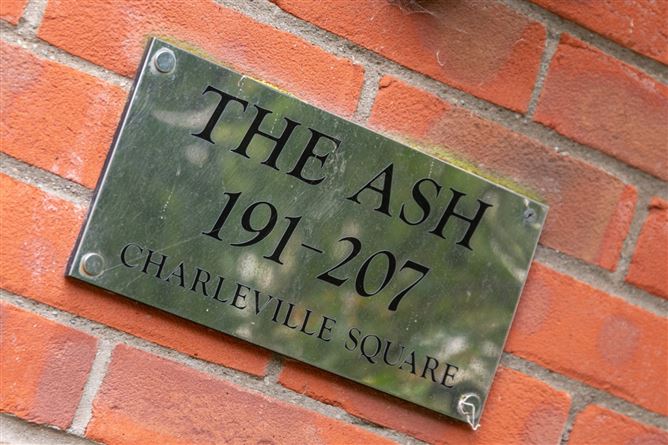 THE ASH
191-207
CHARLEVILLE SQUARE